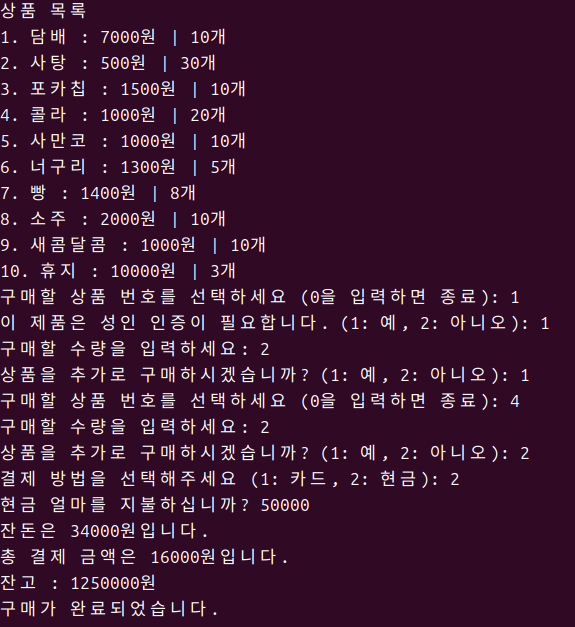 상품 목록
1. 담배 : 7000원 | 10개
2. 사탕 : 500원 | 30개
3. 포카칩 : 1500원 | 10개
4. 콜라 : 1000원 | 20개
5. 사만코 : 1000원 | 10개
6. 너구리 : 1300원 | 5개
7. 빵 : 1400원 | 8개
8. 소주 : 2000원 | 10개
9. 새콤달콤 : 1000원 | 10개
10. 휴지 : 10000원 | 3개
구매할 상품 번호를 선택하세요 (0을 입력하면 종료): 1
이 제품은 성인 인증이 필요합니다. (1: 예, 2: 아니오): 1
구매할 수량을 입력하세요: 2
상품을 추가로 구매하시겠습니까? (1: 예, 2: 아니오): 1
구매할 상품 번호를 선택하세요 (0을 입력하면 종료): 4
구매할 수량을 입력하세요: 2
상품을 추가로 구매하시겠습니까? (1: 예, 2: 아니오): 2
결제 방법을 선택해주세요 (1: 카드, 2: 현금): 2
현금 얼마를 지불하십니까? 50000
잔돈은 34000원입니다.
총 결제 금액은 16000원입니다.
잔고 : 1250000원
구매가 완료되었습니다.